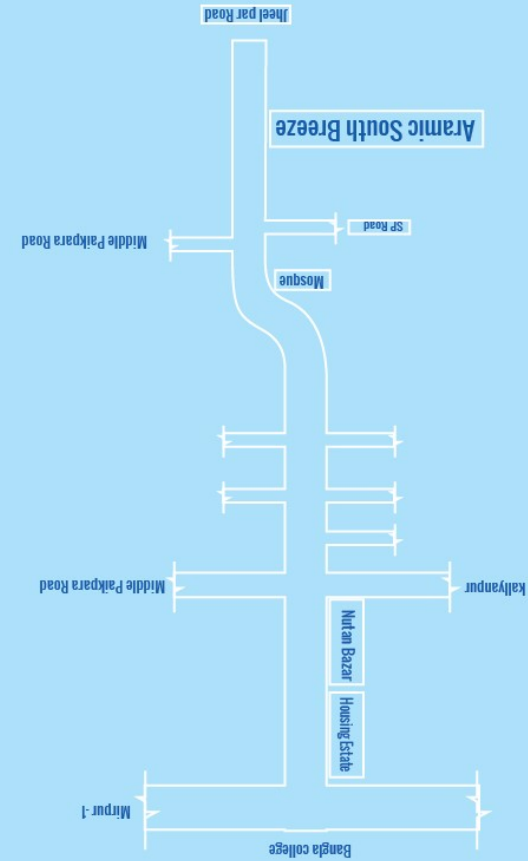 Bangla college
Mirpur -1
Housing Estate
Nutan Bazar
kallyanpur
Middle Paikpara Road
Mosque
SP Road
Middle Paikpara Road
Aramic South Breeze
Jheel par Road